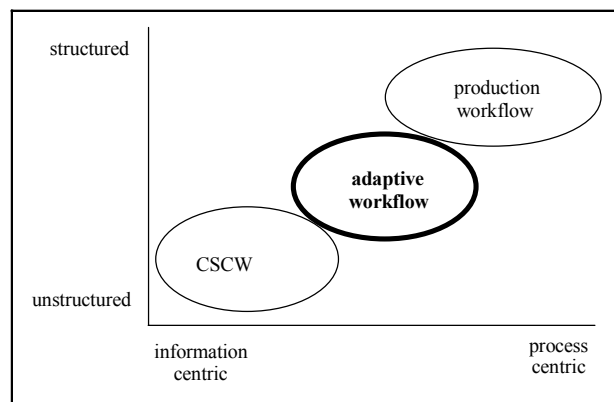 structured
production
workflow
adaptive
workflow
CSCW
unstructured
information
centric
process
centric